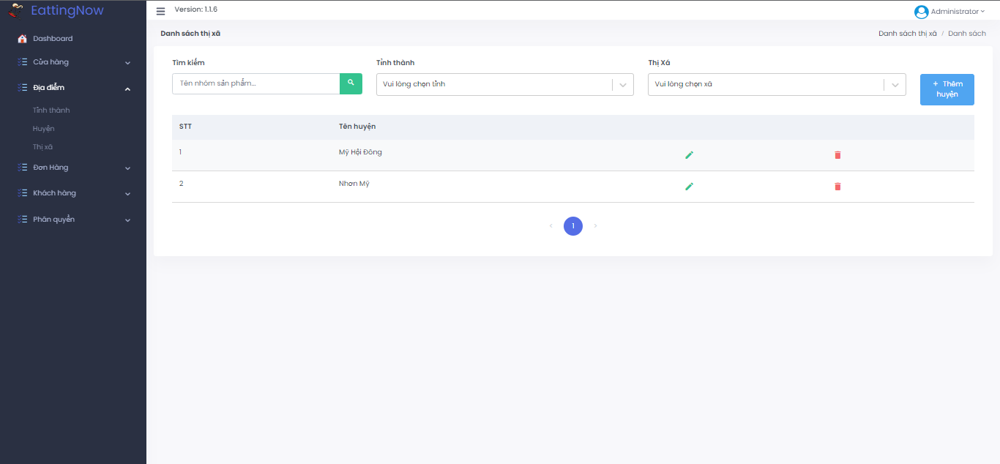 EattingNow
Dashboard
Cửa hàng
Địa điểm
Tỉnh thành
Huyện
Thị xã
Đơn Hàng
Khách hàng
Phân quyền
Version: 1.1.6
Administrator
Danh sách thị xã
Danh sách thị xã / Danh sách
Tìm kiếm
Tên nhóm sản phẩm...
Tỉnh thành
Vui lòng chọn tỉnh
Thị Xã
Vui lòng chọn xã
+ Thêm
huyện
STT Tên huyện
1 Mỹ Hội Đông
2 Nhơn Mỹ
< 1 >